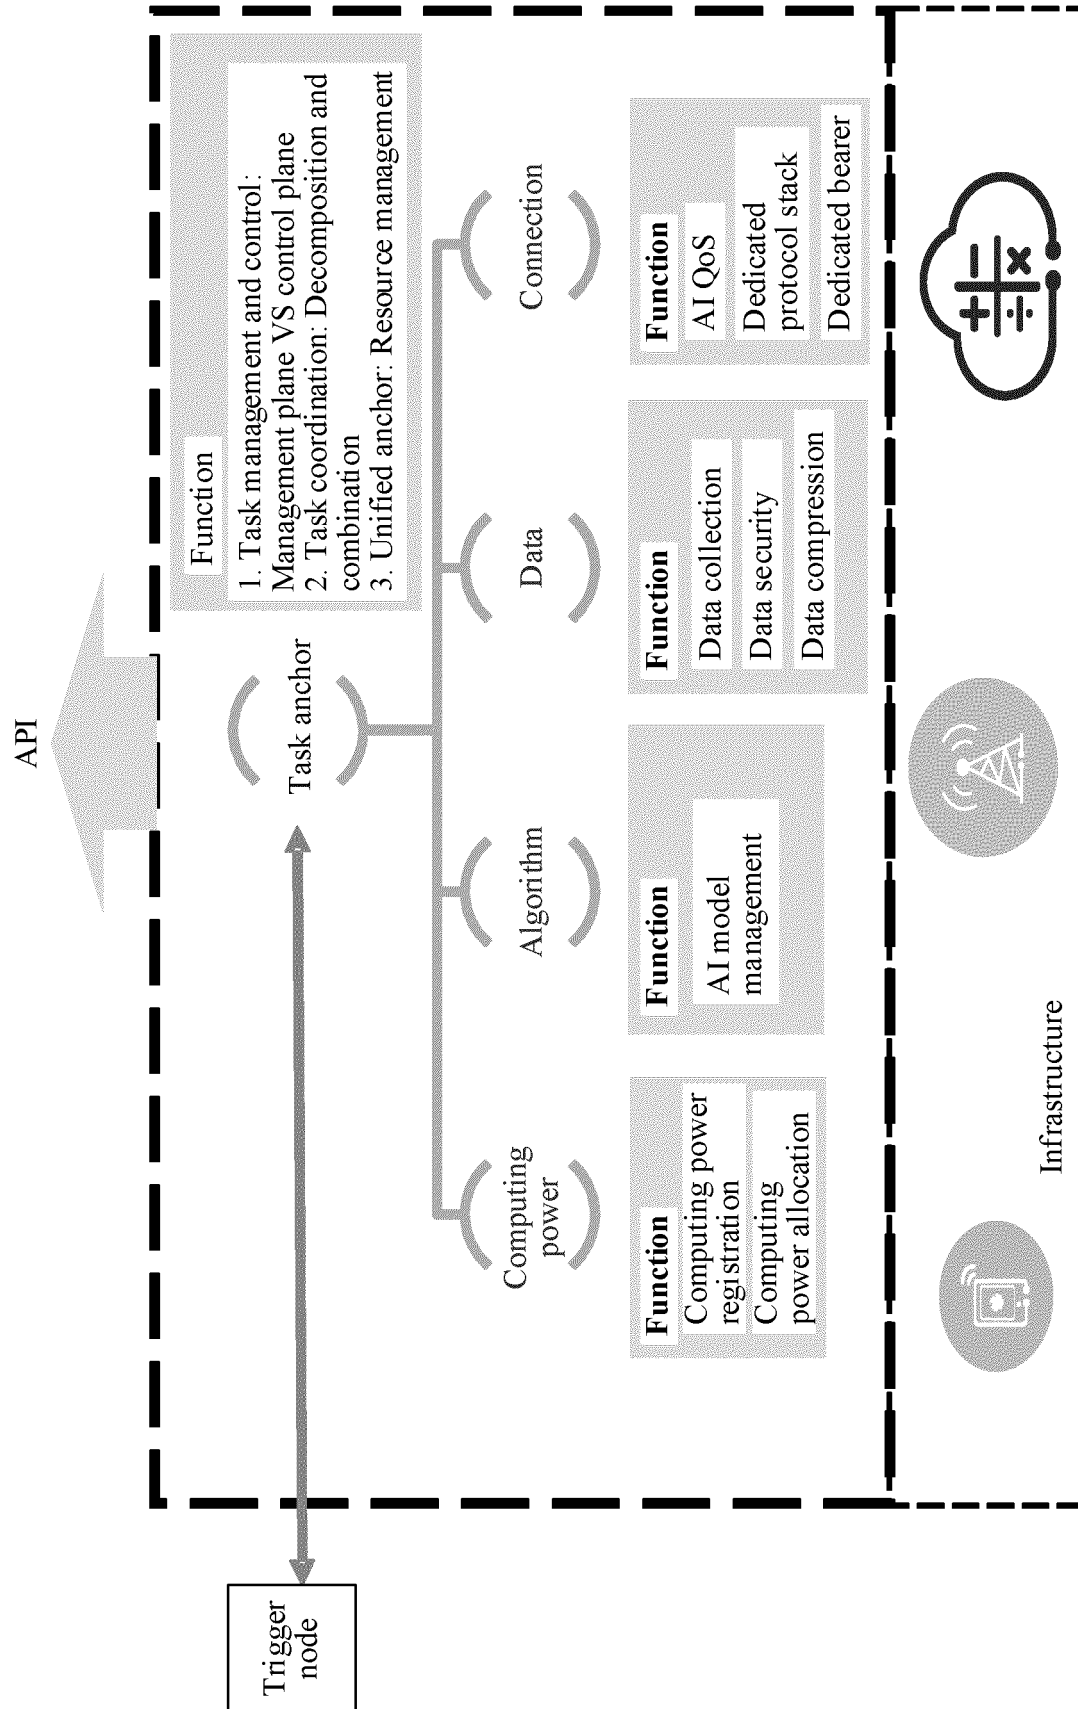 API
Trigger
node
Task anchor
Function
1. Task management and control:
Management plane VS control plane
2. Task coordination: Decomposition and
combination
3. Unified anchor: Resource management
Computing
power
Algorithm
Data
Connection
Function
Computing power
registration
Computing
power allocation
Function
AI model
management
Function
Data collection
Data security
Data compression
Function
AI QoS
Dedicated
protocol stack
Dedicated bearer
Infrastructure